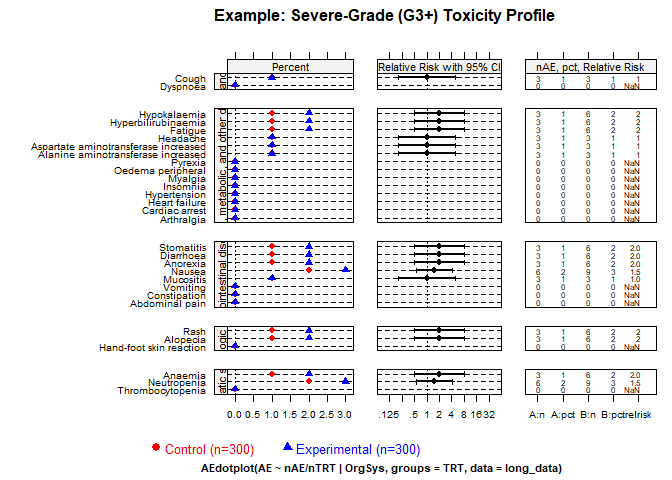 Example: Severe-Grade (G3+) Toxicity Profile
Percent Relative Risk with 95% CI nAE, pct, Relative Risk
and
Cough 3 1 3 1 1
Dyspnoea 0 0 0 0 NaN
metabolic, and other d
Hypokalaemia 3 1 6 2 2
Hyperbilirubinaemia 3 1 6 2 2
Fatigue 3 1 6 2 2
Headache 3 1 3 1 1
Aspartate aminotransferase increased 3 1 3 1 1
Alanine aminotransferase increased 3 1 3 1 1
Pyrexia 0 0 0 0 NaN
Oedema peripheral 0 0 0 0 NaN
Myalgia 0 0 0 0 NaN
Insomnia 0 0 0 0 NaN
Hypertension 0 0 0 0 NaN
Heart failure 0 0 0 0 NaN
Cardiac arrest 0 0 0 0 NaN
Arthralgia 0 0 0 0 NaN
ointestinal dis
Stomatitis 3 1 6 2 2.0
Diarrhoea 3 1 6 2 2.0
Anorexia 3 1 6 2 2.0
Nausea 6 2 9 3 1.5
Mucositis 3 1 3 1 1.0
Vomiting 0 0 0 0 NaN
Constipation 0 0 0 0 NaN
Abdominal pain 0 0 0 0 NaN
ogic
Rash 3 1 6 2 2
Alopecia 3 1 6 2 2
Hand-foot skin reaction 0 0 0 0 NaN
atic s
Anaemia 3 1 6 2 2.0
Neutropenia 6 2 9 3 1.5
Thrombocytopenia 0 0 0 0 NaN
0.0 0.5 1.0 1.5 2.0 2.5 3.0 .125 .5 1 2 4 8 16 32 A:n A:pct B:n B:pct relrisk
Control (n=300) Experimental (n=300)
AEdotplot(AE ~ nAE/nTRT | OrgSys, groups = TRT, data = long_data)